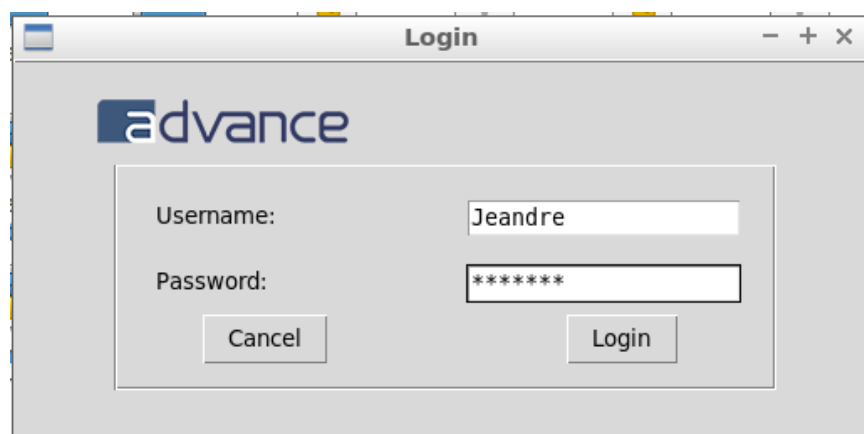 Login
advance
Username: Jeandre
Password: *******
Cancel Login